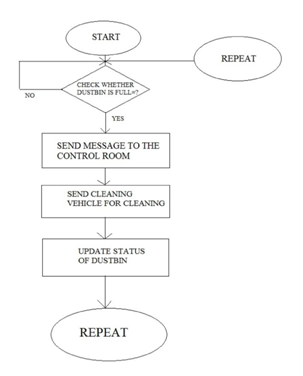 START
REPEAT
CHECK WHETHER
DUSTBIN IS FULL=?
NO
YES
SEND MESSAGE TO THE
CONTROL ROOM
SEND CLEANING
VEHICLE FOR CLEANING
UPDATE STATUS
OF DUSTBIN
REPEAT